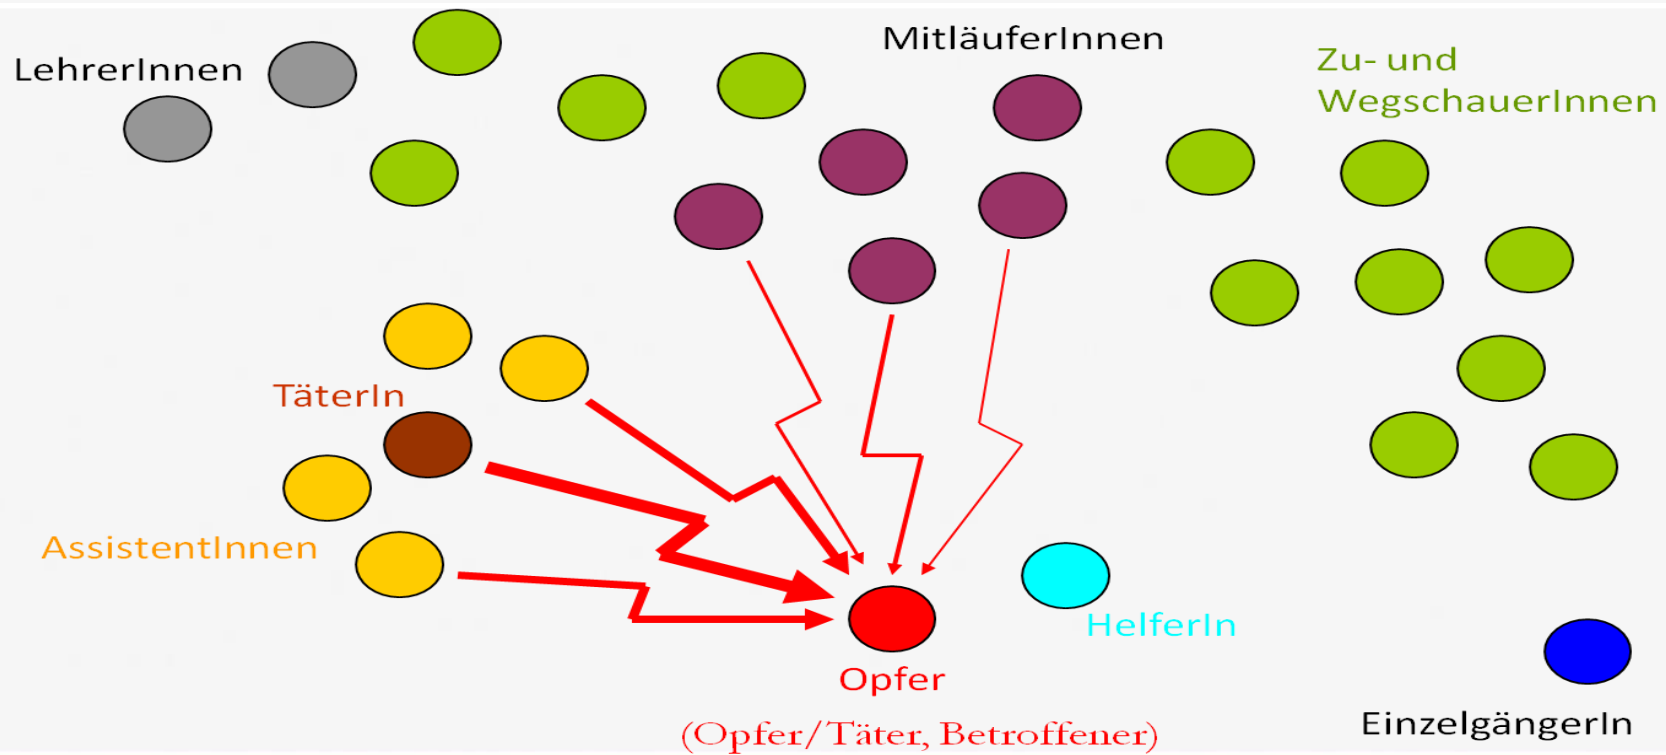 MitläuferInnen
LehrerInnen
Zu- und
WegschauerInnen
TäterIn
AssistentInnen
HelferIn
Opfer
(Opfer/Täter, Betroffener)
EinzelgängerIn